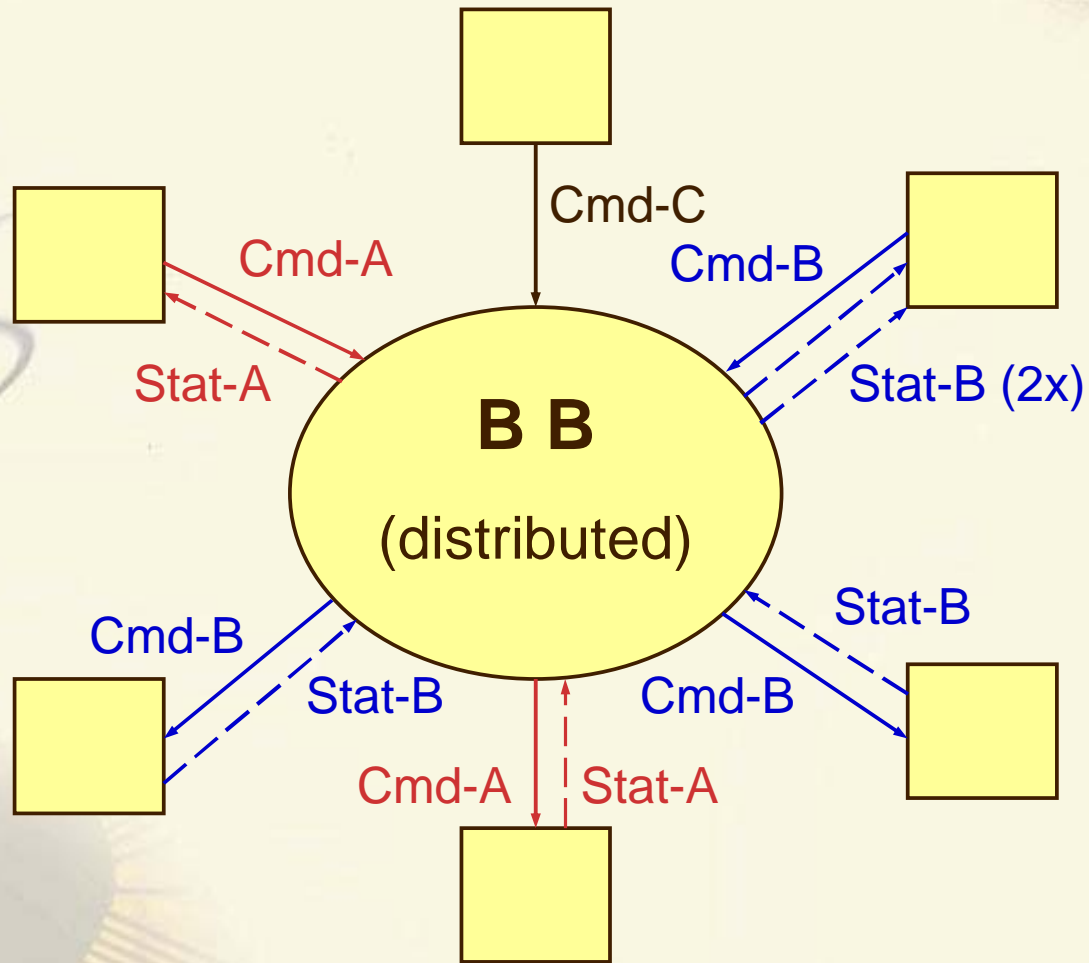 Cmd-C
Cmd-A
Cmd-B
Stat-A
Stat-B (2x)
B B
(distributed)
Stat-B
Cmd-B
Stat-B
Cmd-B
Cmd-A
Stat-A